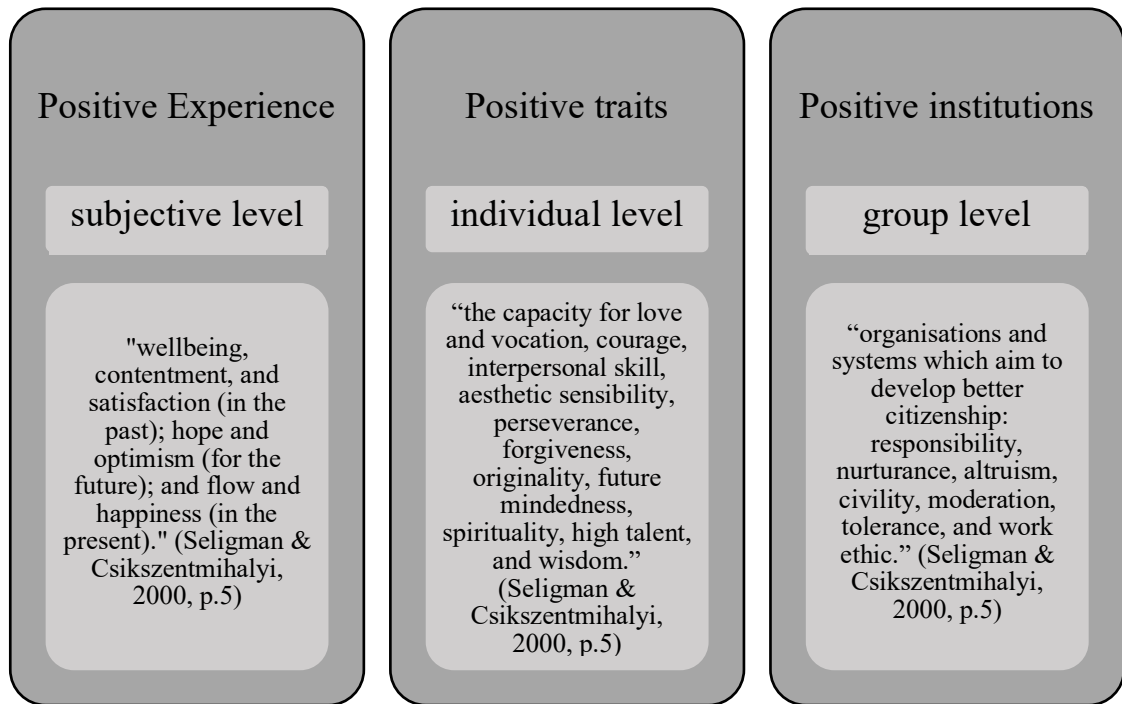 Positive Experience
subjective level
"wellbeing,
contentment, and
satisfaction (in the
past); hope and
optimism (for the
future); and flow and
happiness (in the
present)." (Seligman &
Csikszentmihalyi,
2000, p.5)
Positive traits
individual level
“the capacity for love
and vocation, courage,
interpersonal skill,
aesthetic sensibility,
perseverance,
forgiveness,
originality, future
mindedness,
spirituality, high talent,
and wisdom.”
(Seligman &
Csikszentmihalyi,
2000, p.5)
Positive institutions
group level
“organisations and
systems which aim to
develop better
citizenship:
responsibility,
nurturance, altruism,
civility, moderation,
tolerance, and work
ethic.” (Seligman &
Csikszentmihalyi,
2000, p.5)